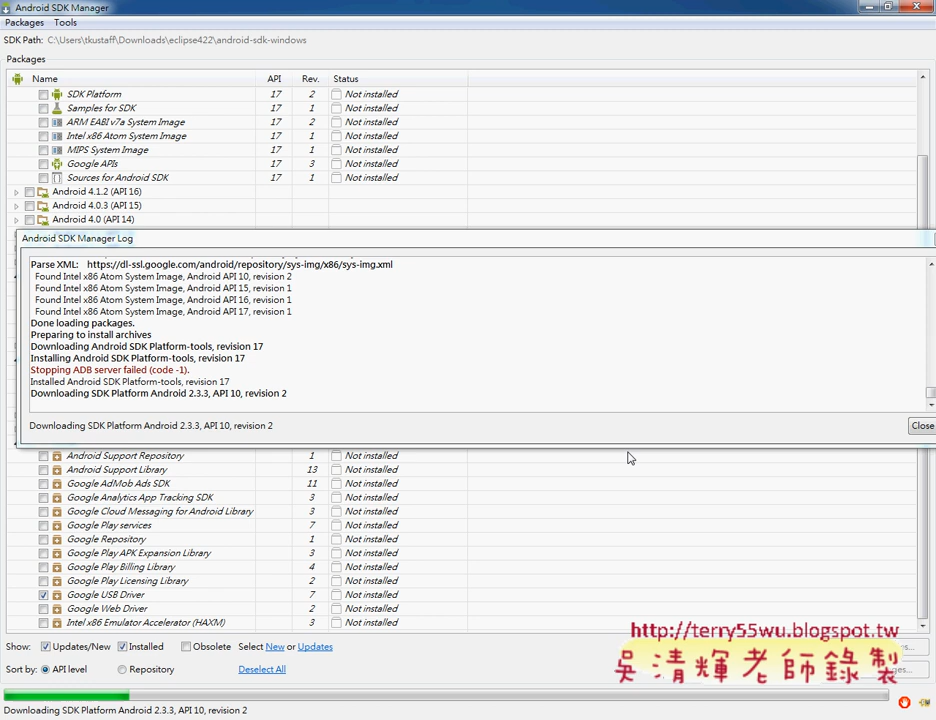 Android SDK Manager
Packages Tools
SDK Path: C:\Users\tkustaff\Downloads\eclipse422\android-sdk-windows
Packages
Name API Rev. Status
SDK Platform 17 2 Not installed
Samples for SDK 17 1 Not installed
ARM EABI v7a System Image 17 2 Not installed
Intel x86 Atom System Image 17 1 Not installed
MIPS System Image 17 1 Not installed
Google APIs 17 3 Not installed
Sources for Android SDK 17 1 Not installed
Android 4.1.2 (API 16)
Android 4.0.3 (API 15)
Android 4.0 (API 14)
Android SDK Manager Log
Parse XML: https://dl-ssl.google.com/android/repository/sys-img/x86/sys-img.xml
Found Intel x86 Atom System Image, Android API 10, revision 2
Found Intel x86 Atom System Image, Android API 15, revision 1
Found Intel x86 Atom System Image, Android API 16, revision 1
Found Intel x86 Atom System Image, Android API 17, revision 1
Done loading packages.
Preparing to install archives
Downloading Android SDK Platform-tools, revision 17
Installing Android SDK Platform-tools, revision 17
Stopping ADB server failed (code -1).
Installed Android SDK Platform-tools, revision 17
Downloading SDK Platform Android 2.3.3, API 10, revision 2
Downloading SDK Platform Android 2.3.3, API 10, revision 2
Close
Android Support Repository 1 Not installed
Android Support Library 13 Not installed
Google AdMob Ads SDK 11 Not installed
Google Analytics App Tracking SDK 3 Not installed
Google Cloud Messaging for Android Library 3 Not installed
Google Play services 7 Not installed
Google Repository 1 Not installed
Google Play APK Expansion Library 3 Not installed
Google Play Billing Library 4 Not installed
Google Play Licensing Library 2 Not installed
Google USB Driver 7 Not installed
Google Web Driver 2 Not installed
Intel x86 Emulator Accelerator (HAXM) 3 Not installed
Show: Updates/New Installed Obsolete Select New or Updates
Sort by: API level Repository Deselect All
http://terry55wu.blogspot.tw
吳清輝老師錄製
Downloading SDK Platform Android 2.3.3, API 10, revision 2